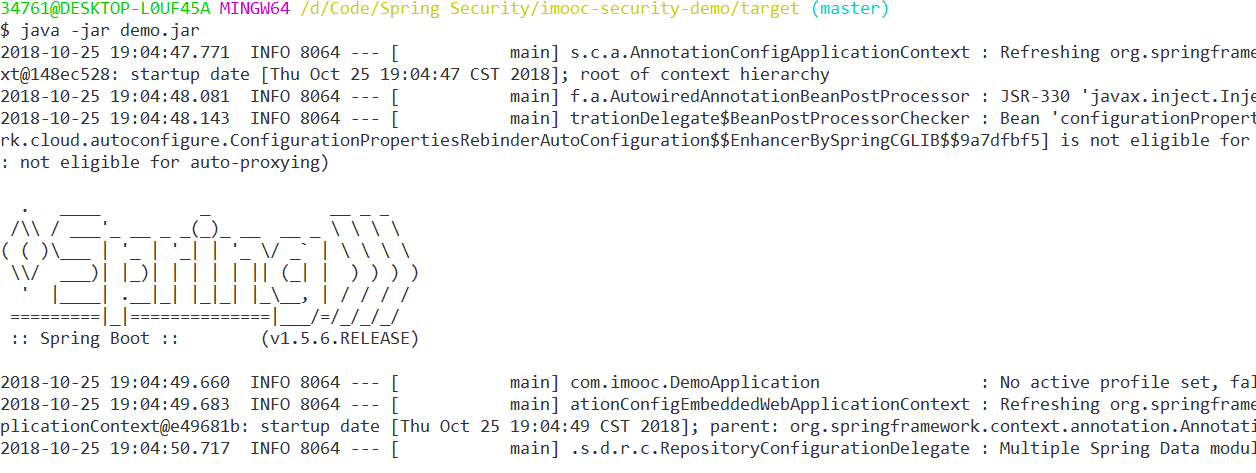 34761@DESKTOP-L0UF45A MINGW64 /d/Code/Spring Security/imooc-security-demo/target (master)
$ java -jar demo.jar
2018-10-25 19:04:47.771  INFO 8064 --- [           main] s.c.a.AnnotationConfigApplicationContext : Refreshing org.springframe
xt@148ec528: startup date [Thu Oct 25 19:04:47 CST 2018]; root of context hierarchy
2018-10-25 19:04:48.081  INFO 8064 --- [           main] f.a.AutowiredAnnotationBeanPostProcessor : JSR-330 'javax.inject.Inje
2018-10-25 19:04:48.143  INFO 8064 --- [           main] trationDelegate$BeanPostProcessorChecker : Bean 'configurationPropert
rk.cloud.autoconfigure.ConfigurationPropertiesRebinderAutoConfiguration$$EnhancerBySpringCGLIB$$9a7dfbf5] is not eligible for
: not eligible for auto-proxying)

  .   ____          _            __ _ _
 /\\ / ___'_ __ _ _(_)_ __  __ _ \ \ \ \
( ( )\___ | '_ | '_| | '_ \/ _` | \ \ \ \
 \\/  ___)| |_)| | | | | || (_| |  ) ) ) )
  '  |____| .__|_| |_|_| |_\__, | / / / /
 =========|_|==============|___/=/_/_/_/
 :: Spring Boot ::        (v1.5.6.RELEASE)

2018-10-25 19:04:49.660  INFO 8064 --- [           main] com.imooc.DemoApplication                : No active profile set, fal
2018-10-25 19:04:49.683  INFO 8064 --- [           main] ationConfigEmbeddedWebApplicationContext : Refreshing org.springframe
plicationContext@e49681b: startup date [Thu Oct 25 19:04:49 CST 2018]; parent: org.springframework.context.annotation.Annotati
2018-10-25 19:04:50.717  INFO 8064 --- [           main] .s.d.r.c.RepositoryConfigurationDelegate : Multiple Spring Data modul